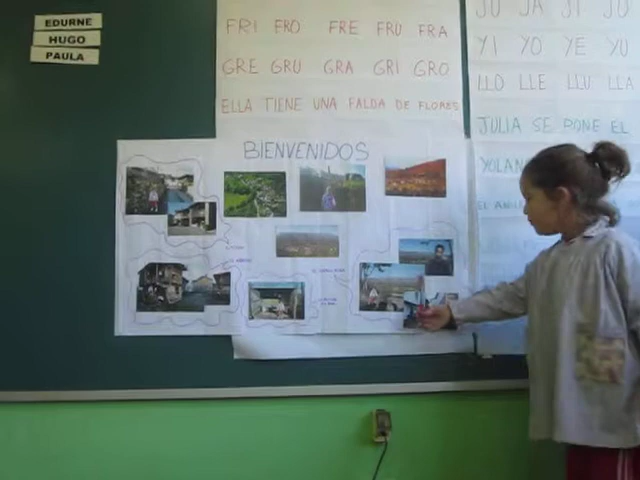 EDURNE
HUGO
PAULA
FRI FRO FRE FRU FRA
GRE GRU GRA GRI GRO
ELLA TIENE UNA FALDA DE FLORES
BIENVENIDOS
JU JA JI JO
YI YO YE YU
LLO LLE LLU LLA
JULIA SE PONE EL